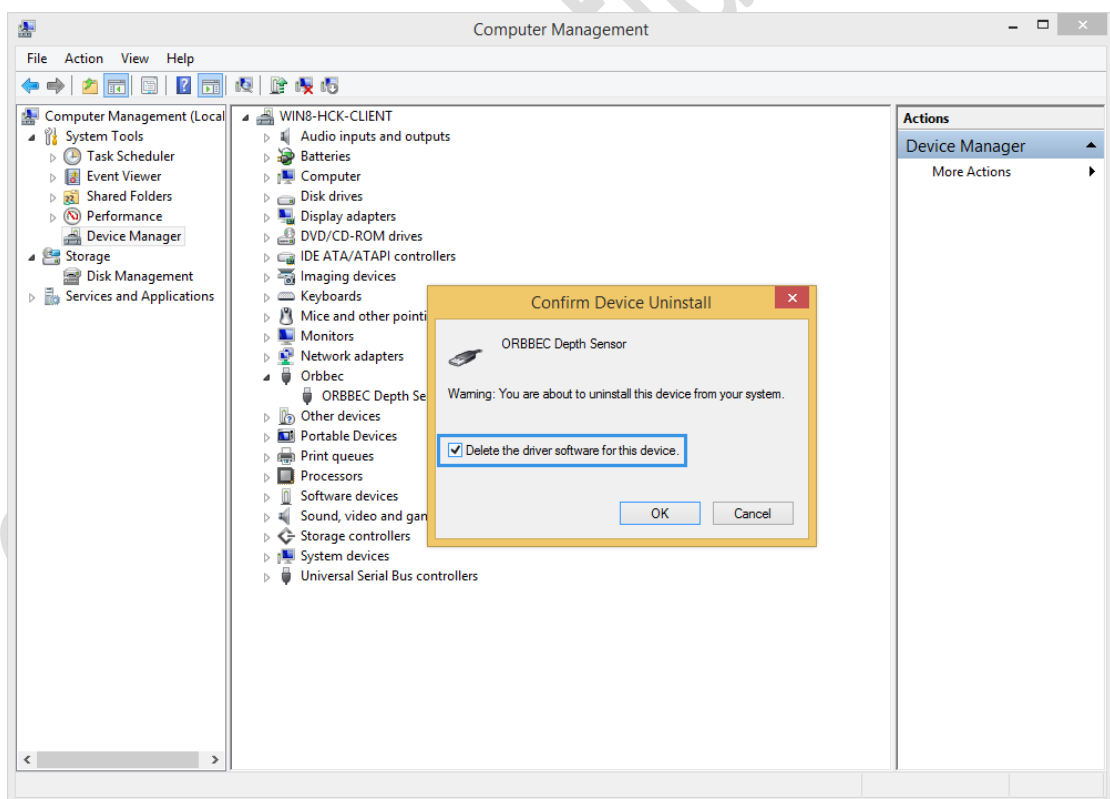 Computer Management
File Action View Help
Computer Management (Local
System Tools
Task Scheduler
Event Viewer
Shared Folders
Performance
Device Manager
Storage
Disk Management
Services and Applications
WIN8-HCK-CLIENT
Audio inputs and outputs
Batteries
Computer
Disk drives
Display adapters
DVD/CD-ROM drives
IDE ATA/ATAPI controllers
Imaging devices
Keyboards
Mice and other pointi
Monitors
Network adapters
Orbbec
ORBBEC Depth Se
Other devices
Portable Devices
Print queues
Processors
Software devices
Sound, video and gan
Storage controllers
System devices
Universal Serial Bus controllers
Confirm Device Uninstall
ORBBEC Depth Sensor
Warning: You are about to uninstall this device from your system.
Delete the driver software for this device.
OK Cancel
Actions
Device Manager
More Actions